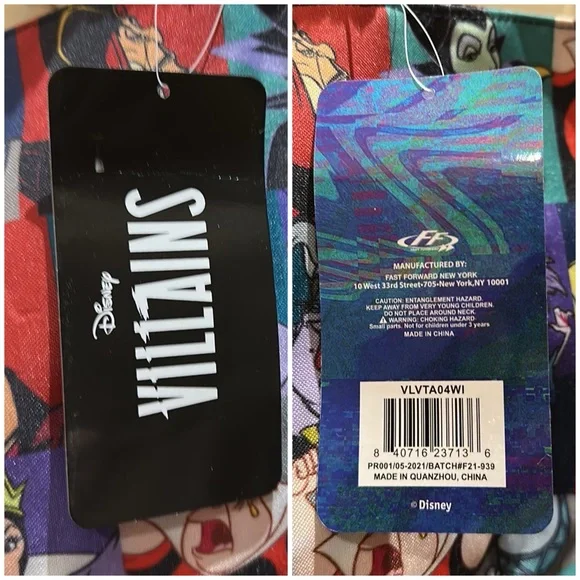 Disney
VILLAINS
FF
MANUFACTURED BY:
FAST FORWARD NEW YORK
10 West 33rd Street•705•New York,NY 10001
CAUTION: ENTANGLEMENT HAZARD.
KEEP AWAY FROM VERY YOUNG CHILDREN.
DO NOT PLACE AROUND NECK.
⚠ WARNING: CHOKING HAZARD
Small parts. Not for children under 3 years
MADE IN CHINA
VLVTA04WI
8 40716 23713 6
PR001/05-2021/BATCH#F21-939
MADE IN QUANZHOU, CHINA
© Disney